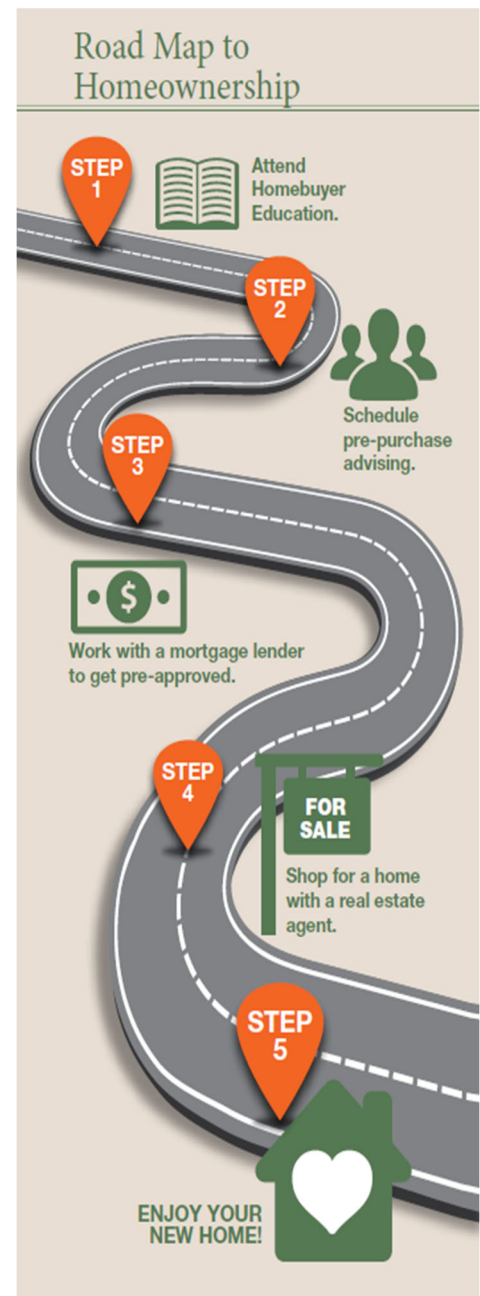 Road Map to
Homeownership
STEP
1
Attend
Homebuyer
Education.
STEP
2
Schedule
pre-purchase
advising.
STEP
3
$
Work with a mortgage lender
to get pre-approved.
STEP
4
FOR
SALE
Shop for a home
with a real estate
agent.
STEP
5
ENJOY YOUR
NEW HOME!